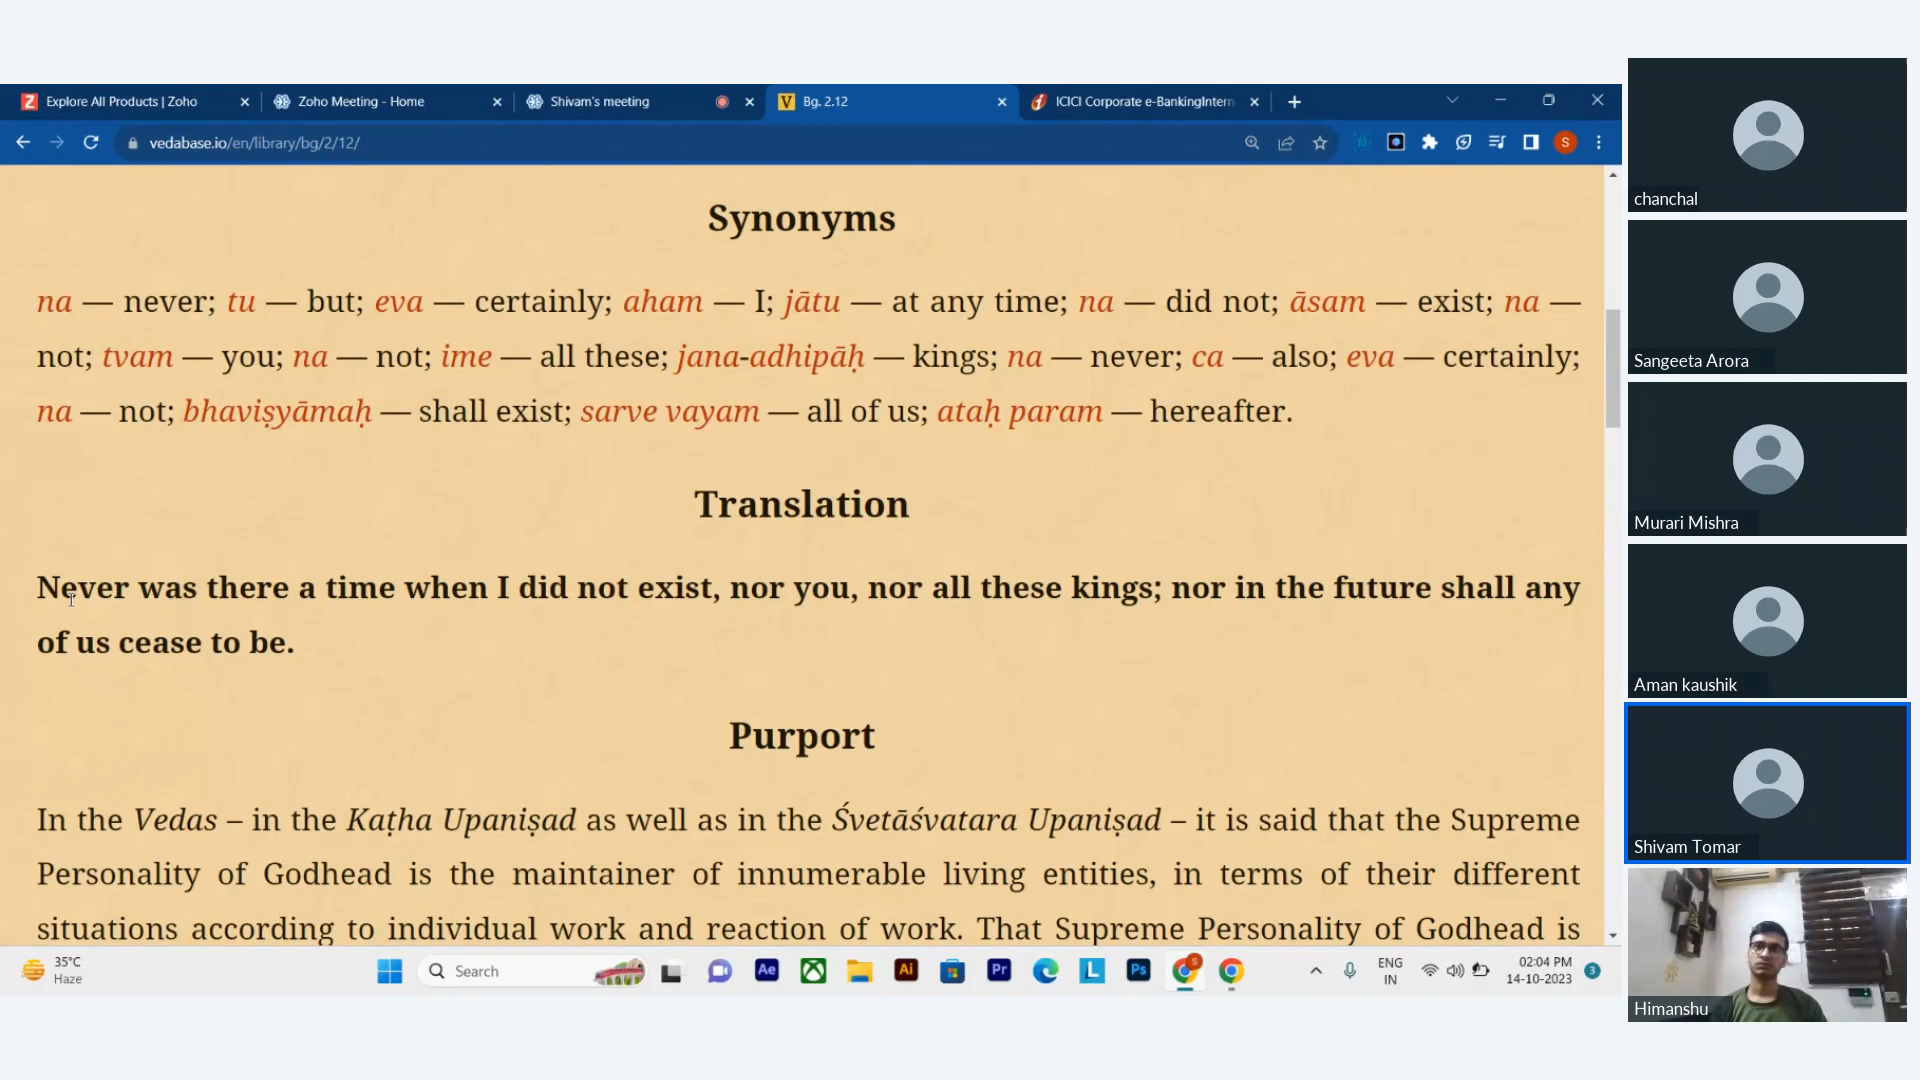 Explore All Products | Zoho
Zoho Meeting - Home
Shivam's meeting
V Bg. 2.12
ICICI Corporate e-BankingIntern
vedabase.io/en/library/bg/2/12/
S
Synonyms
na — never; tu — but; eva — certainly; aham — I; jātu — at any time; na — did not; āsam — exist; na —
not; tvam — you; na — not; ime — all these; jana-adhipāḥ — kings; na — never; ca — also; eva — certainly;
na — not; bhaviṣyāmaḥ — shall exist; sarve vayam — all of us; ataḥ param — hereafter.
Translation
Never was there a time when I did not exist, nor you, nor all these kings; nor in the future shall any
of us cease to be.
Purport
In the Vedas – in the Kaṭha Upaniṣad as well as in the Śvetāśvatara Upaniṣad – it is said that the Supreme
Personality of Godhead is the maintainer of innumerable living entities, in terms of their different
situations according to individual work and reaction of work. That Supreme Personality of Godhead is
35°C
Haze
Search
Ae
Ai
Pr
L
Ps
ENG
IN
02:04 PM
14-10-2023
3
chanchal
Sangeeta Arora
Murari Mishra
Aman kaushik
Shivam Tomar
Himanshu